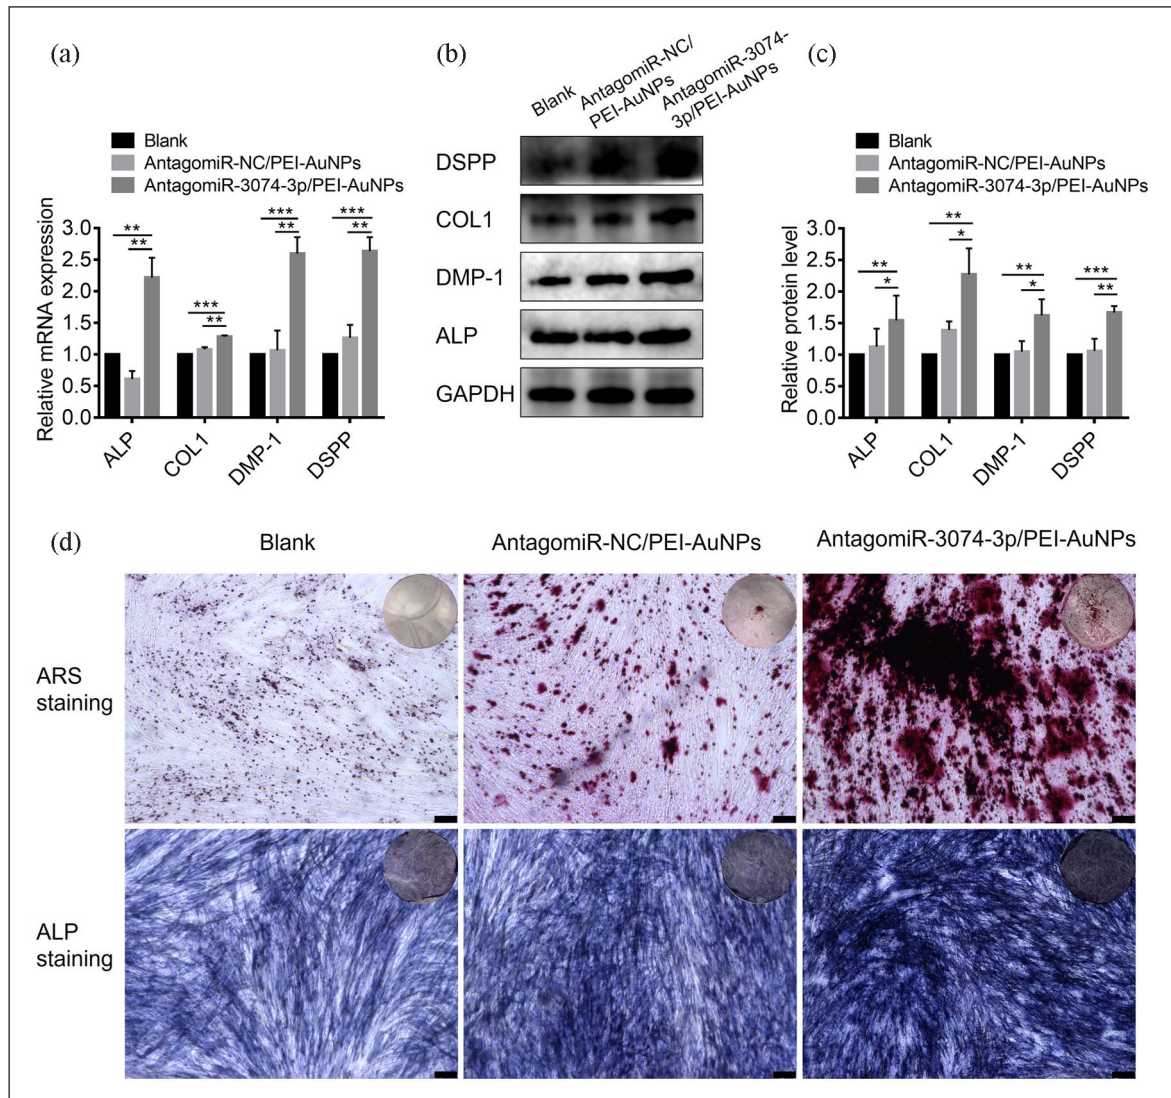 (a)
Blank
AntagomiR-NC/PEI-AuNPs
AntagomiR-3074-3p/PEI-AuNPs
Relative mRNA expression
3.0
2.5
2.0
1.5
1.0
0.5
0.0
** ** *** ** *** ** *** **
ALP COL1 DMP-1 DSPP
(b)
Blank
AntagomiR-NC/
PEI-AuNPs
AntagomiR-3074-
3p/PEI-AuNPs
DSPP
COL1
DMP-1
ALP
GAPDH
(c)
Blank
AntagomiR-NC/PEI-AuNPs
AntagomiR-3074-3p/PEI-AuNPs
Relative protein level
3.0
2.5
2.0
1.5
1.0
0.5
0.0
** * ** * ** * *** **
ALP COL1 DMP-1 DSPP
(d)
Blank AntagomiR-NC/PEI-AuNPs AntagomiR-3074-3p/PEI-AuNPs
ARS
staining
ALP
staining